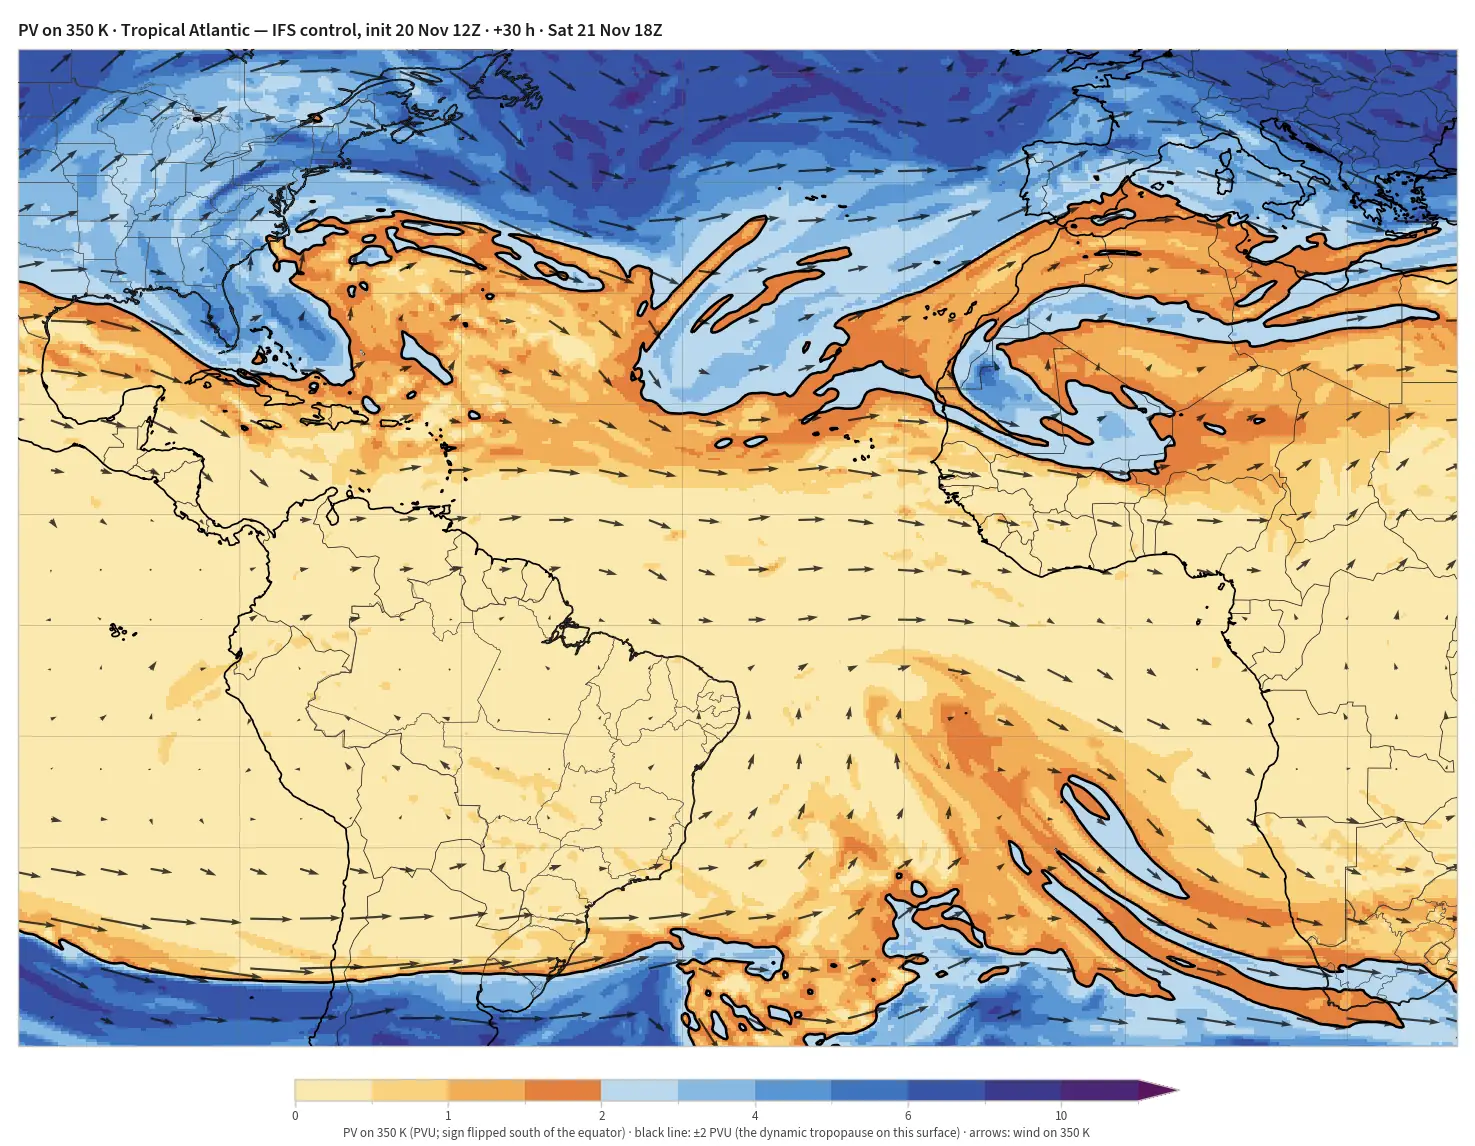 PV on 350 K · Tropical Atlantic — IFS control, init 20 Nov 12Z · +30 h · Sat 21 Nov 18Z
0 1 2 4 6 10
PV on 350 K (PVU; sign flipped south of the equator) · black line: ±2 PVU (the dynamic tropopause on this surface) · arrows: wind on 350 K